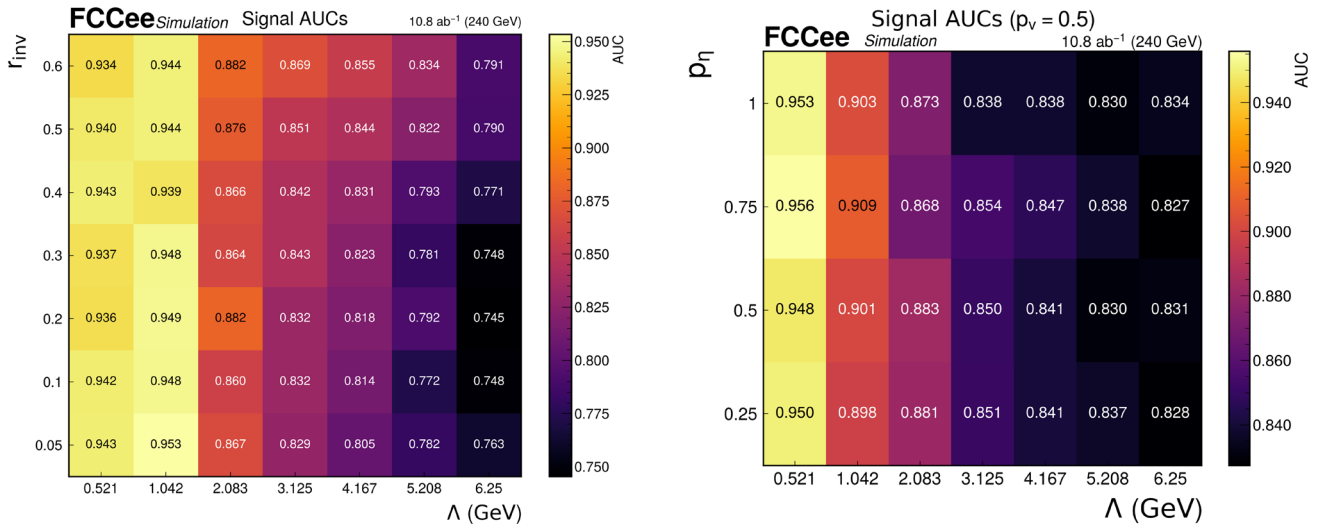 FCCee Simulation Signal AUCs 10.8 ab⁻¹ (240 GeV)
r_inv
0.6 0.934 0.944 0.882 0.869 0.855 0.834 0.791
0.5 0.940 0.944 0.876 0.851 0.844 0.822 0.790
0.4 0.943 0.939 0.866 0.842 0.831 0.793 0.771
0.3 0.937 0.948 0.864 0.843 0.823 0.781 0.748
0.2 0.936 0.949 0.882 0.832 0.818 0.792 0.745
0.1 0.942 0.948 0.860 0.832 0.814 0.772 0.748
0.05 0.943 0.953 0.867 0.829 0.805 0.782 0.763
0.521 1.042 2.083 3.125 4.167 5.208 6.25
Λ (GeV)
AUC
0.950
0.925
0.900
0.875
0.850
0.825
0.800
0.775
0.750
Signal AUCs (p_v = 0.5)
FCCee Simulation 10.8 ab⁻¹ (240 GeV)
p_η
1 0.953 0.903 0.873 0.838 0.838 0.830 0.834
0.75 0.956 0.909 0.868 0.854 0.847 0.838 0.827
0.5 0.948 0.901 0.883 0.850 0.841 0.830 0.831
0.25 0.950 0.898 0.881 0.851 0.841 0.837 0.828
0.521 1.042 2.083 3.125 4.167 5.208 6.25
Λ (GeV)
AUC
0.940
0.920
0.900
0.880
0.860
0.840